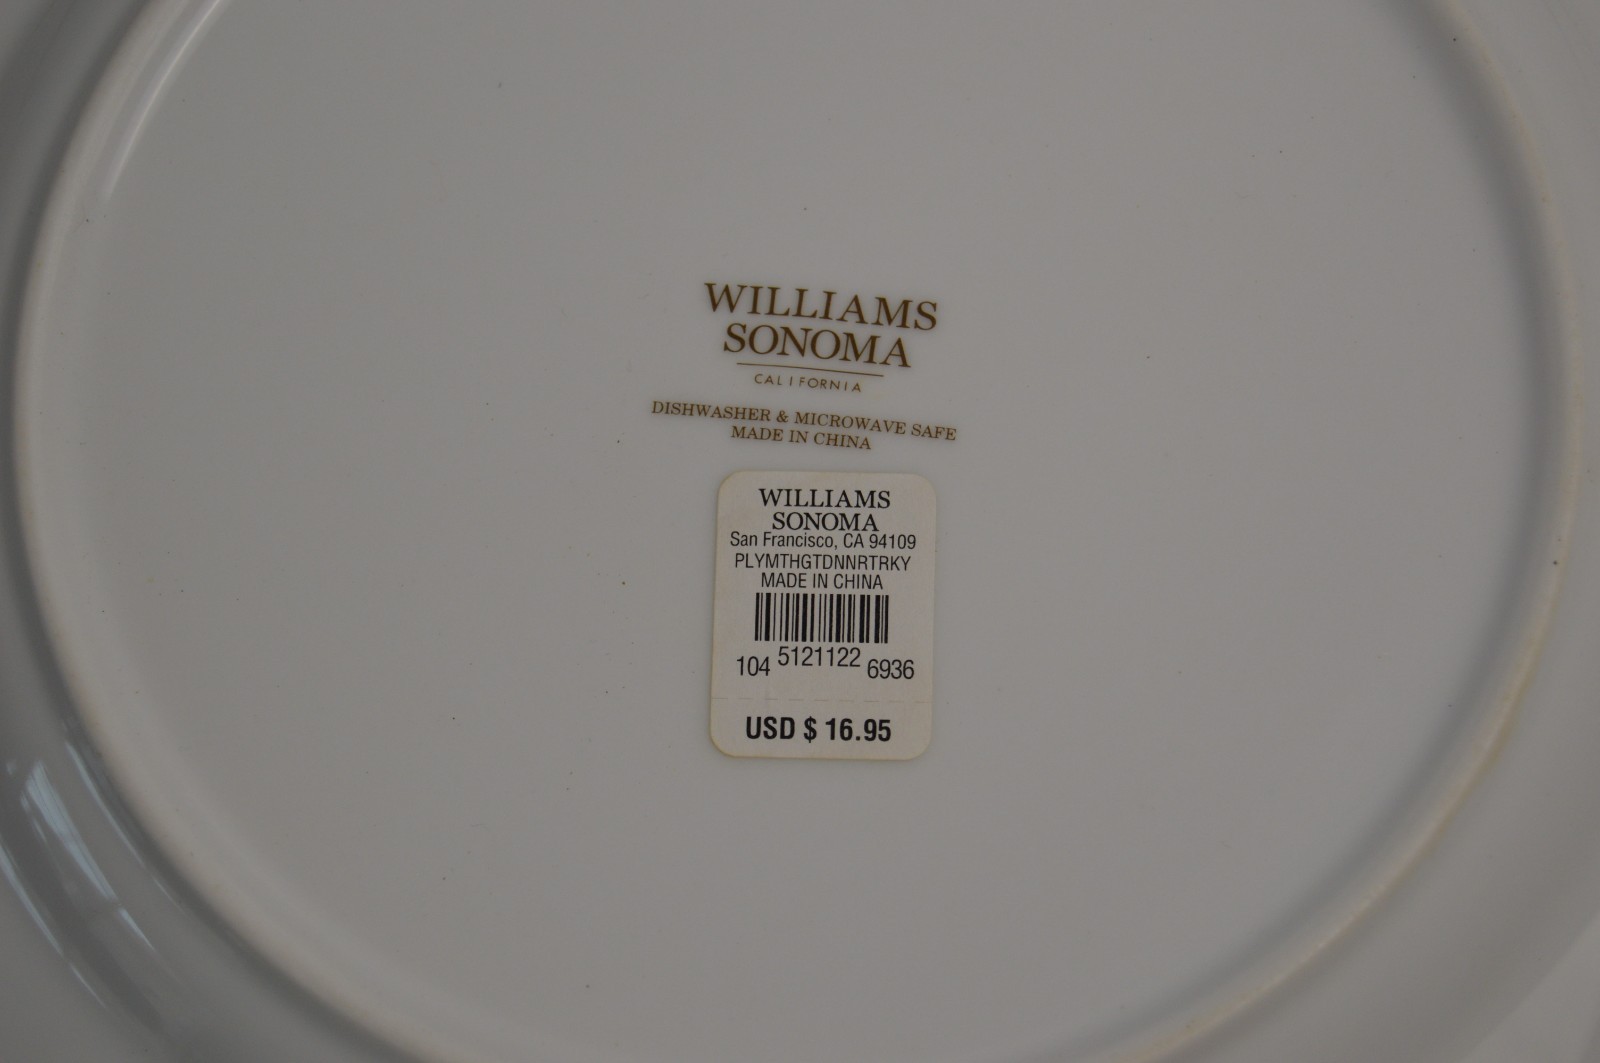 WILLIAMS
SONOMA
CALIFORNIA
DISHWASHER & MICROWAVE SAFE
MADE IN CHINA
WILLIAMS
SONOMA
San Francisco, CA 94109
PLYMTHGTDNNRTRKY
MADE IN CHINA
104 5121122 6936
USD $ 16.95